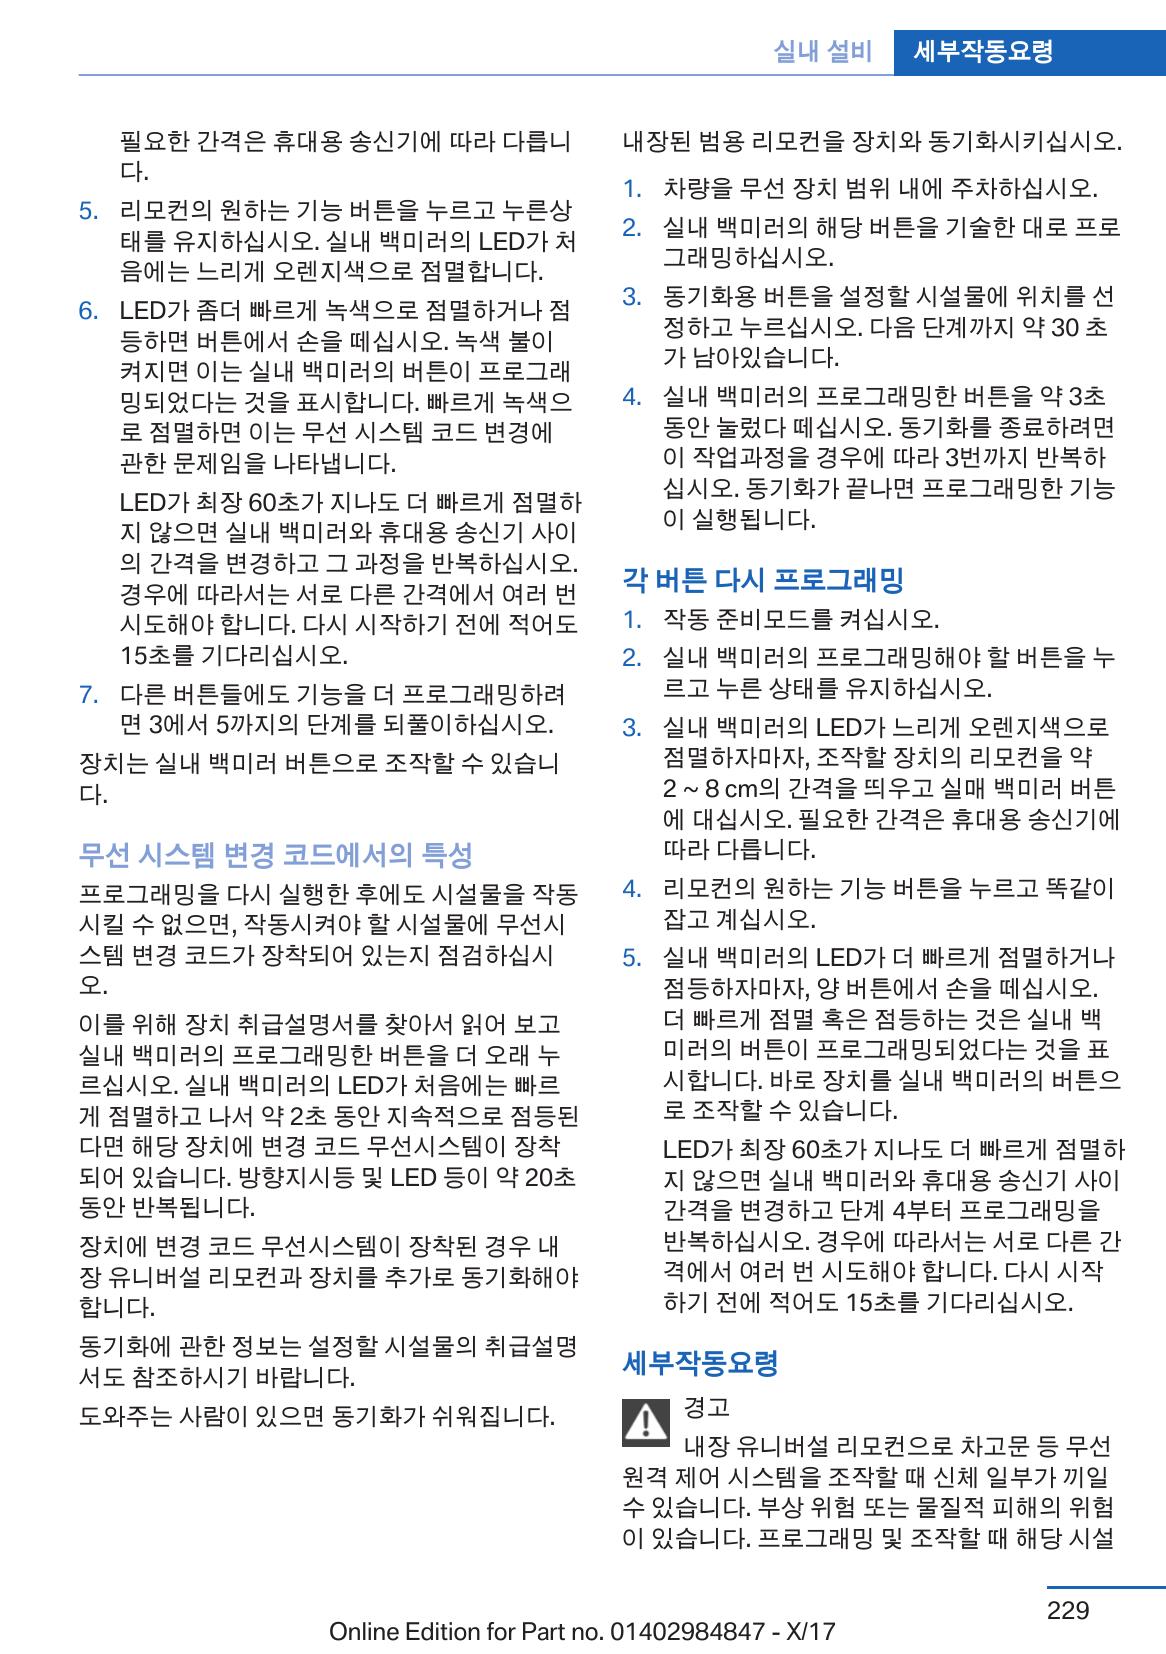 실내 설비 세부작동요령
필요한 간격은 휴대용 송신기에 따라 다릅니
다.
5. 리모컨의 원하는 기능 버튼을 누르고 누른상
태를 유지하십시오. 실내 백미러의 LED가 처
음에는 느리게 오렌지색으로 점멸합니다.
6. LED가 좀더 빠르게 녹색으로 점멸하거나 점
등하면 버튼에서 손을 떼십시오. 녹색 불이
켜지면 이는 실내 백미러의 버튼이 프로그래
밍되었다는 것을 표시합니다. 빠르게 녹색으
로 점멸하면 이는 무선 시스템 코드 변경에
관한 문제임을 나타냅니다.
LED가 최장 60초가 지나도 더 빠르게 점멸하
지 않으면 실내 백미러와 휴대용 송신기 사이
의 간격을 변경하고 그 과정을 반복하십시오.
경우에 따라서는 서로 다른 간격에서 여러 번
시도해야 합니다. 다시 시작하기 전에 적어도
15초를 기다리십시오.
7. 다른 버튼들에도 기능을 더 프로그래밍하려
면 3에서 5까지의 단계를 되풀이하십시오.
장치는 실내 백미러 버튼으로 조작할 수 있습니
다.
무선 시스템 변경 코드에서의 특성
프로그래밍을 다시 실행한 후에도 시설물을 작동
시킬 수 없으면, 작동시켜야 할 시설물에 무선시
스템 변경 코드가 장착되어 있는지 점검하십시
오.
이를 위해 장치 취급설명서를 찾아서 읽어 보고
실내 백미러의 프로그래밍한 버튼을 더 오래 누
르십시오. 실내 백미러의 LED가 처음에는 빠르
게 점멸하고 나서 약 2초 동안 지속적으로 점등된
다면 해당 장치에 변경 코드 무선시스템이 장착
되어 있습니다. 방향지시등 및 LED 등이 약 20초
동안 반복됩니다.
장치에 변경 코드 무선시스템이 장착된 경우 내
장 유니버설 리모컨과 장치를 추가로 동기화해야
합니다.
동기화에 관한 정보는 설정할 시설물의 취급설명
서도 참조하시기 바랍니다.
도와주는 사람이 있으면 동기화가 쉬워집니다.
내장된 범용 리모컨을 장치와 동기화시키십시오.
1. 차량을 무선 장치 범위 내에 주차하십시오.
2. 실내 백미러의 해당 버튼을 기술한 대로 프로
그래밍하십시오.
3. 동기화용 버튼을 설정할 시설물에 위치를 선
정하고 누르십시오. 다음 단계까지 약 30 초
가 남아있습니다.
4. 실내 백미러의 프로그래밍한 버튼을 약 3초
동안 눌렀다 떼십시오. 동기화를 종료하려면
이 작업과정을 경우에 따라 3번까지 반복하
십시오. 동기화가 끝나면 프로그래밍한 기능
이 실행됩니다.
각 버튼 다시 프로그래밍
1. 작동 준비모드를 켜십시오.
2. 실내 백미러의 프로그래밍해야 할 버튼을 누
르고 누른 상태를 유지하십시오.
3. 실내 백미러의 LED가 느리게 오렌지색으로
점멸하자마자, 조작할 장치의 리모컨을 약
2 ~ 8 cm의 간격을 띄우고 실매 백미러 버튼
에 대십시오. 필요한 간격은 휴대용 송신기에
따라 다릅니다.
4. 리모컨의 원하는 기능 버튼을 누르고 똑같이
잡고 계십시오.
5. 실내 백미러의 LED가 더 빠르게 점멸하거나
점등하자마자, 양 버튼에서 손을 떼십시오.
더 빠르게 점멸 혹은 점등하는 것은 실내 백
미러의 버튼이 프로그래밍되었다는 것을 표
시합니다. 바로 장치를 실내 백미러의 버튼으
로 조작할 수 있습니다.
LED가 최장 60초가 지나도 더 빠르게 점멸하
지 않으면 실내 백미러와 휴대용 송신기 사이
간격을 변경하고 단계 4부터 프로그래밍을
반복하십시오. 경우에 따라서는 서로 다른 간
격에서 여러 번 시도해야 합니다. 다시 시작
하기 전에 적어도 15초를 기다리십시오.
세부작동요령
경고
내장 유니버설 리모컨으로 차고문 등 무선
원격 제어 시스템을 조작할 때 신체 일부가 끼일
수 있습니다. 부상 위험 또는 물질적 피해의 위험
이 있습니다. 프로그래밍 및 조작할 때 해당 시설
229
Online Edition for Part no. 01402984847 - X/17